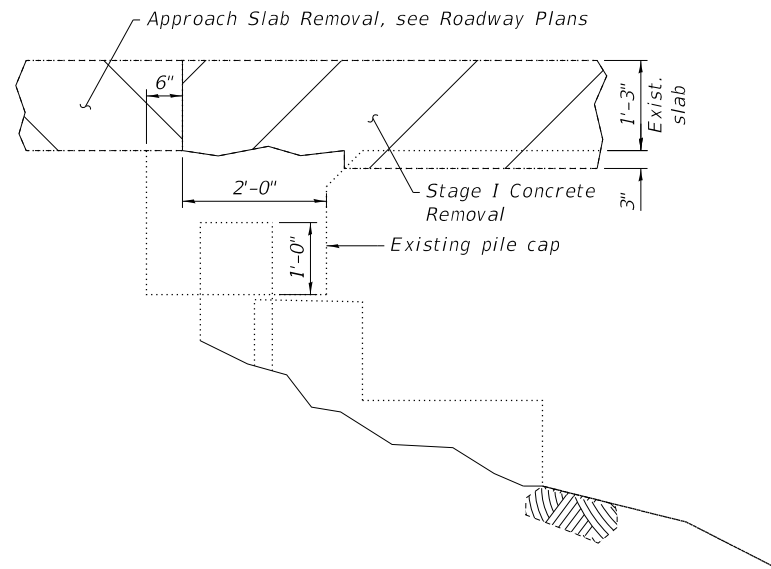 Approach Slab Removal, see Roadway Plans
6"
1'-3"
Exist.
slab
2'-0"
Stage I Concrete
Removal
3"
Existing pile cap
1'-0"